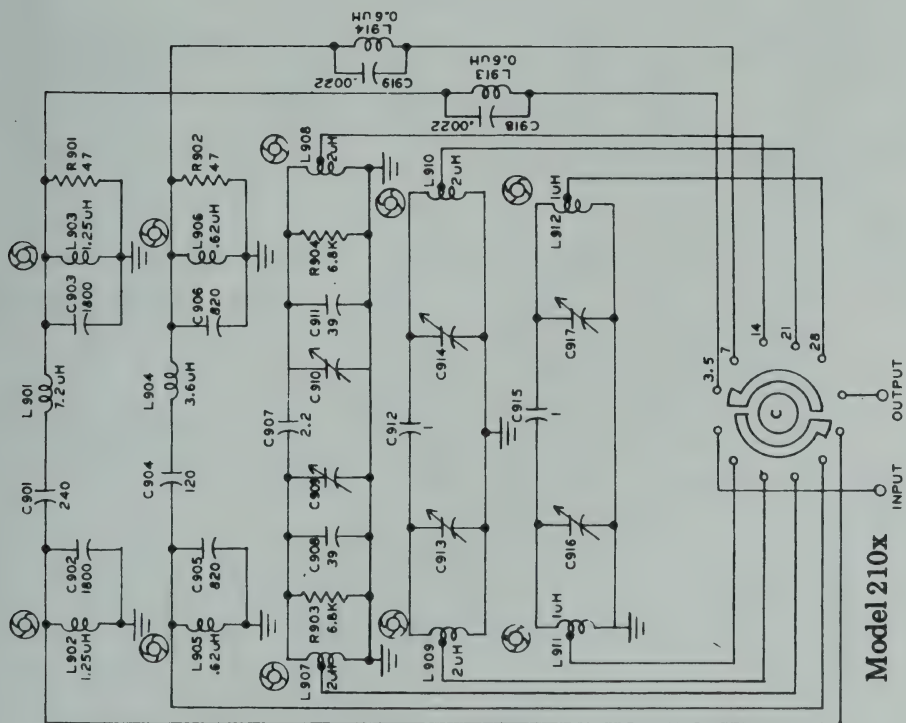 L914
0.6uH
C919
.0022
0.6uH
L913
C918
.0022
R901
47
L903
1.25uH
C903
1800
L901
7.2uH
C901
240
C902
1800
L902
1.25uH
R902
47
L906
.62uH
C906
820
L904
3.6uH
C904
120
C905
820
L905
.62uH
L908
2uH
R904
6.8K
C911
39
C910
C907
2.2
C909
C908
39
R903
6.8K
L907
2uH
L910
2uH
C914
C912
1
C913
L909
2uH
L912
1uH
C917
C915
1
C916
L911
1uH
3.5
7
14
21
28
C
INPUT
OUTPUT
Model 210x